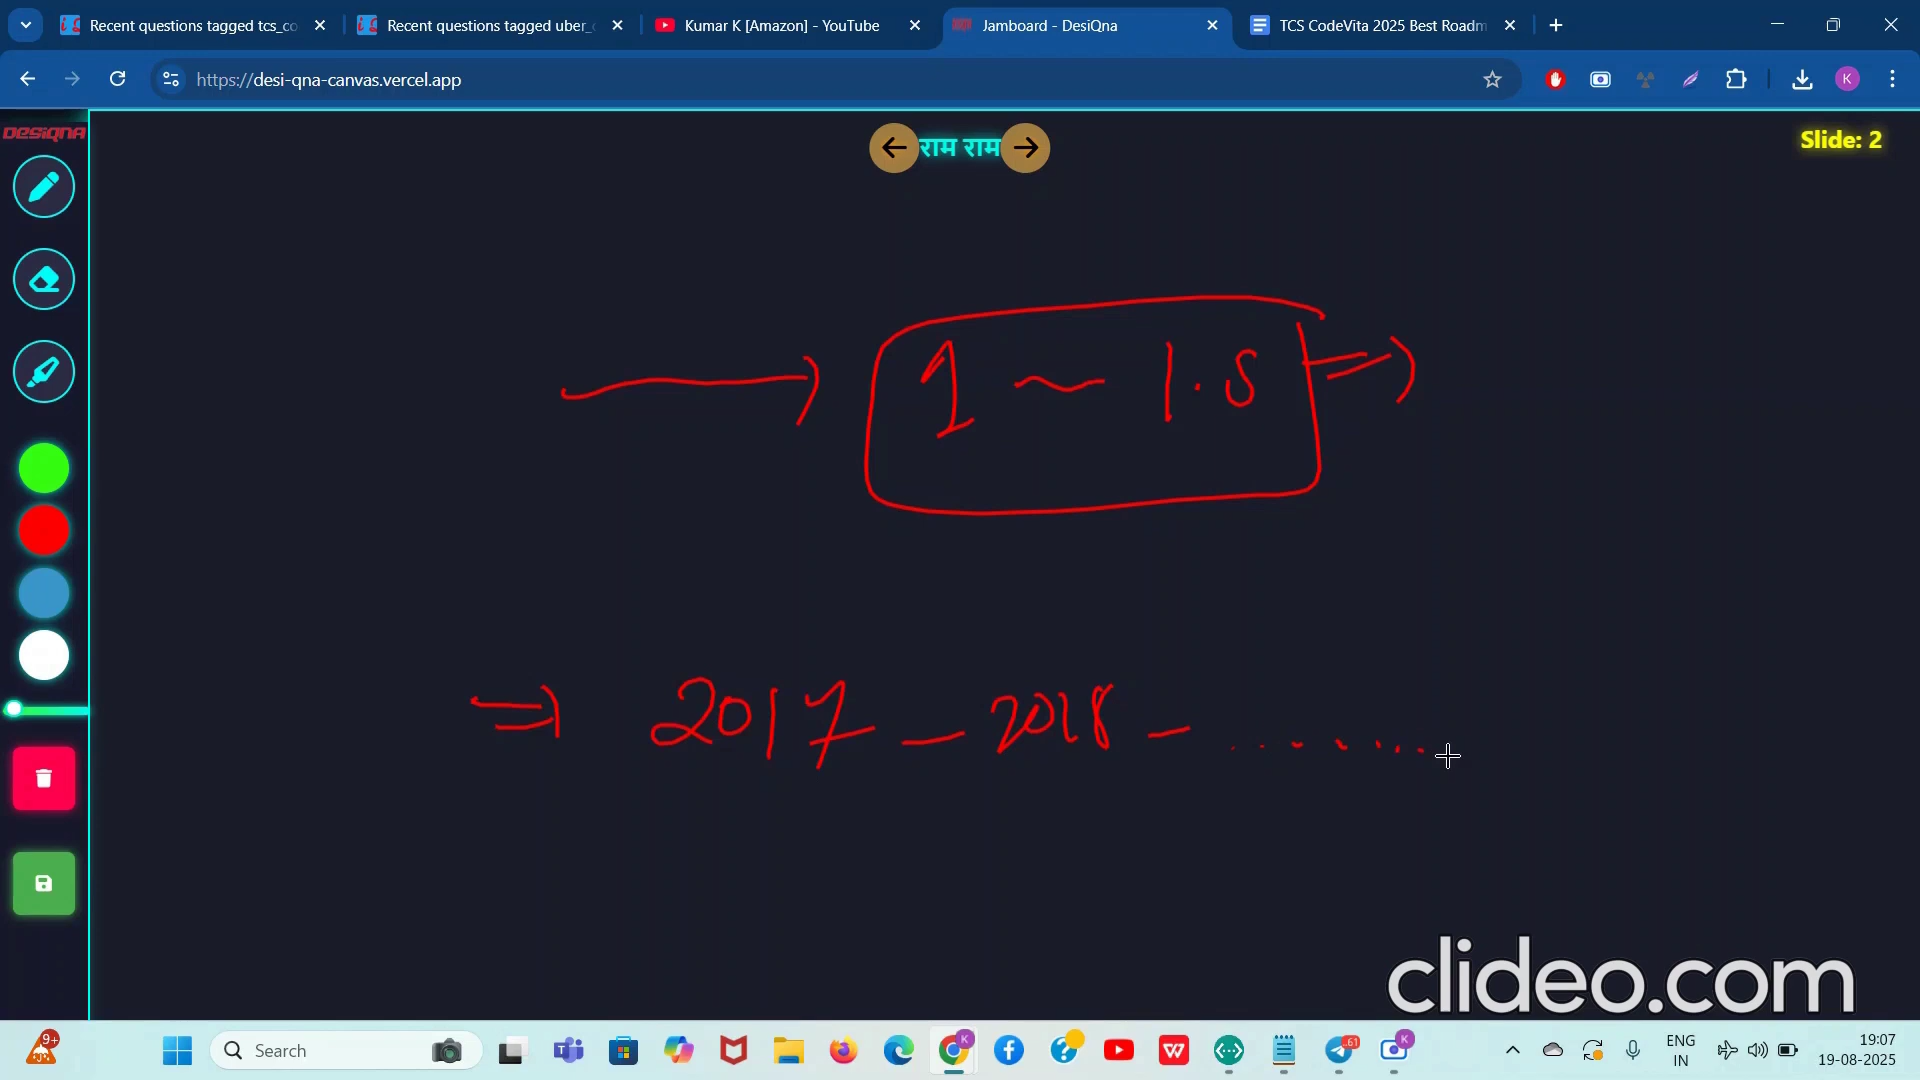 Recent questions tagged tcs_co
Recent questions tagged uber_
Kumar K [Amazon] - YouTube
Jamboard - DesiQna
TCS CodeVita 2025 Best Roadm
https://desi-qna-canvas.vercel.app
K
DESIQNA
राम राम
Slide: 2
1 ~ 1.5
⇒ 2017 - 2018 - ........
clideo.com
9+
Search
K
61
K
ENG
IN
19:07
19-08-2025